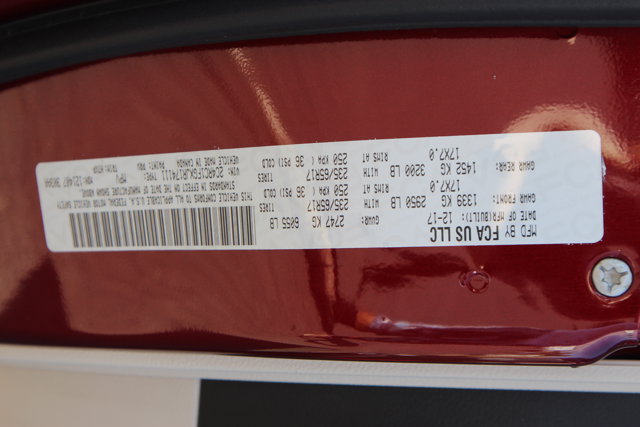 MFD BY FCA US LLC
DATE OF MFR(BUILT): 12-17 GVWR: 2747 KG 6055 LB
GAWR FRONT: 1339 KG 2950 LB WITH TIRES
17X7.0 RIMS AT 235/65R17 250 KPA ( 36 PSI) COLD
GAWR REAR: 1452 KG 3200 LB WITH TIRES
17X7.0 RIMS AT 235/65R17 250 KPA ( 36 PSI) COLD
THIS VEHICLE CONFORMS TO ALL APPLICABLE U.S.A. FEDERAL MOTOR VEHICLE SAFETY
STANDARDS IN EFFECT ON THE DATE OF MANUFACTURE SHOWN ABOVE.
VIN: TYPE: MPV
VEHICLE MADE IN CANADA PAINT: PRV